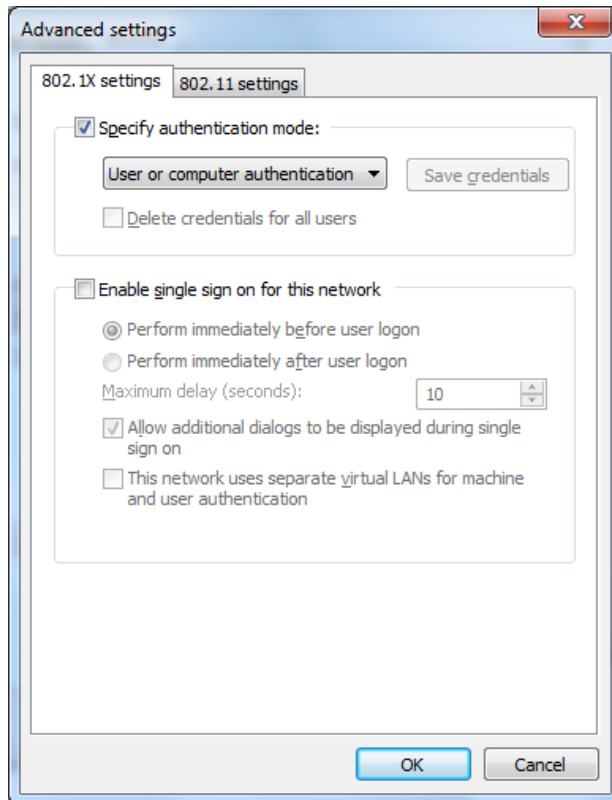 Advanced settings
802.1X settings
802.11 settings
Specify authentication mode:
User or computer authentication
Save credentials
Delete credentials for all users
Enable single sign on for this network
Perform immediately before user logon
Perform immediately after user logon
Maximum delay (seconds):
10
Allow additional dialogs to be displayed during single
sign on
This network uses separate virtual LANs for machine
and user authentication
OK
Cancel